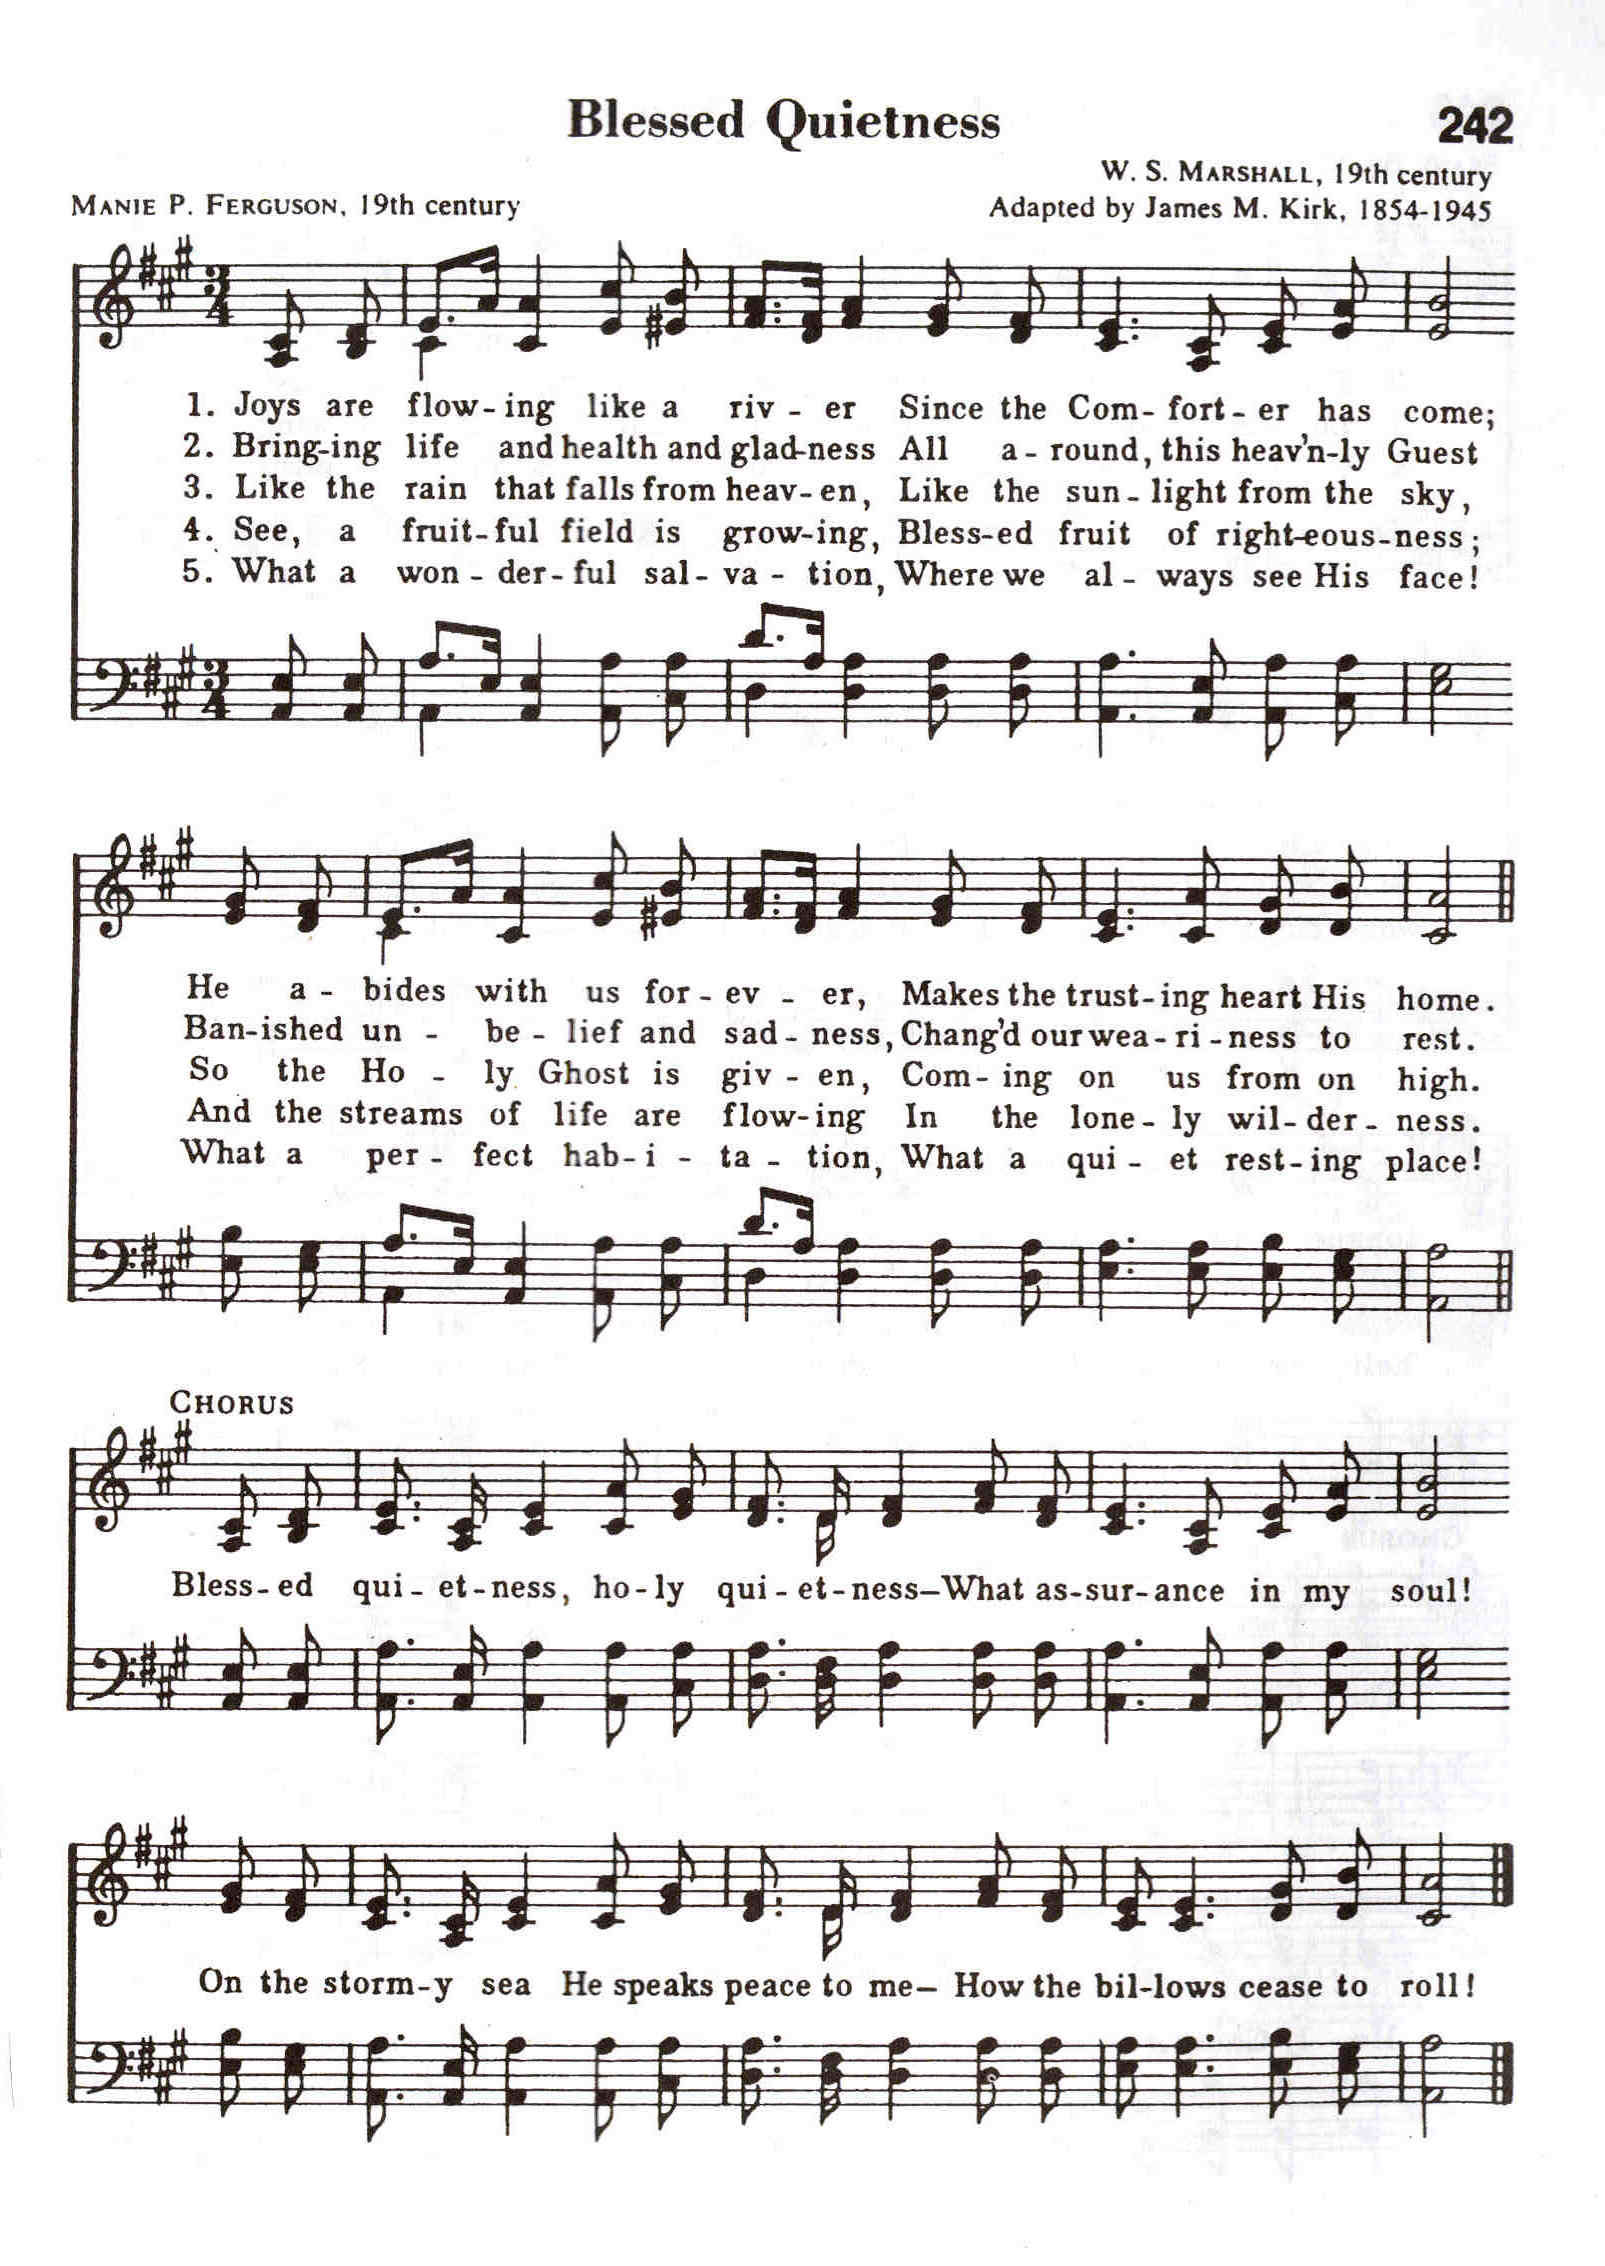 Blessed Quietness
242
W. S. MARSHALL, 19th century
MANIE P. FERGUSON, 19th century
Adapted by James M. Kirk, 1854-1945
1. Joys are flow-ing like a riv-er Since the Com-fort-er has come;
2. Bring-ing life and health and glad-ness All a-round, this heav'n-ly Guest
3. Like the rain that falls from heav-en, Like the sun-light from the sky,
4. See, a fruit-ful field is grow-ing, Bless-ed fruit of right-eous-ness;
5. What a won-der-ful sal-va-tion, Where we al-ways see His face!
He a-bides with us for-ev-er, Makes the trust-ing heart His home.
Ban-ished un-be-lief and sad-ness, Chang'd our wea-ri-ness to rest.
So the Ho-ly Ghost is giv-en, Com-ing on us from on high.
And the streams of life are flow-ing In the lone-ly wil-der-ness.
What a per-fect hab-i-ta-tion, What a qui-et rest-ing place!
CHORUS
Bless-ed qui-et-ness, ho-ly qui-et-ness—What as-sur-ance in my soul!
On the storm-y sea He speaks peace to me— How the bil-lows cease to roll!